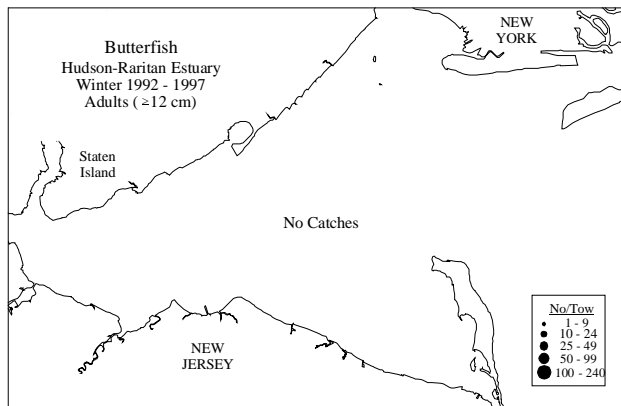 Butterfish
Hudson-Raritan Estuary
Winter 1992 - 1997
Adults ( ≥12 cm)
NEW
YORK
Staten
Island
No Catches
NEW
JERSEY
No/Tow
1 - 9
10 - 24
25 - 49
50 - 99
100 - 240